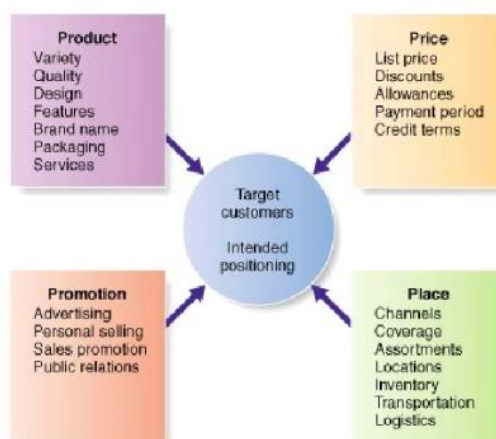 Product
Variety
Quality
Design
Features
Brand name
Packaging
Services
Price
List price
Discounts
Allowances
Payment period
Credit terms
Target
customers
Intended
positioning
Promotion
Advertising
Personal selling
Sales promotion
Public relations
Place
Channels
Coverage
Assortments
Locations
Inventory
Transportation
Logistics